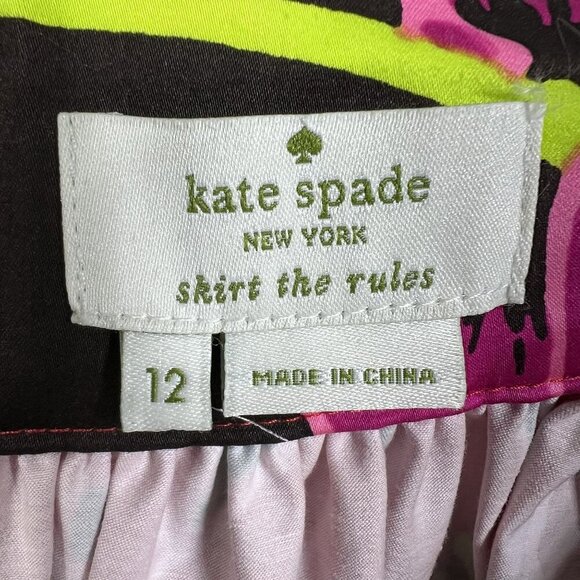 kate spade
NEW YORK
skirt the rules
12
MADE IN CHINA